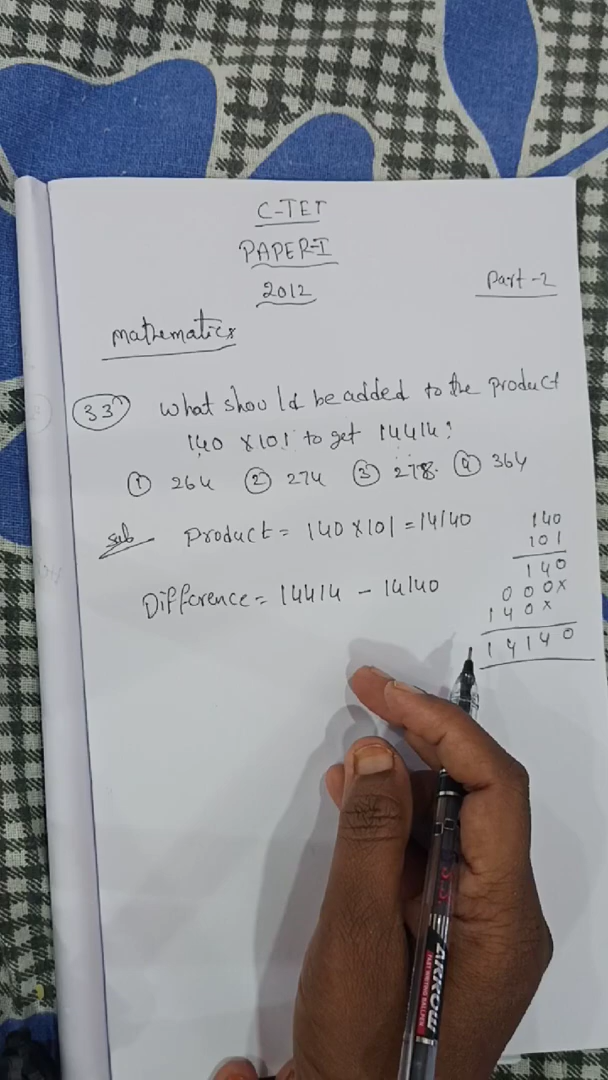 C-TET
PAPER-I
2012
Part-2
Mathematics
33 What should be added to the product
140 X101 to get 14414?
① 264 ② 274 ③ 278. ④ 364
Product = 140 X101 = 14140
Difference = 14414 - 14140
140
101
140
000X
140X
14140
ARROW